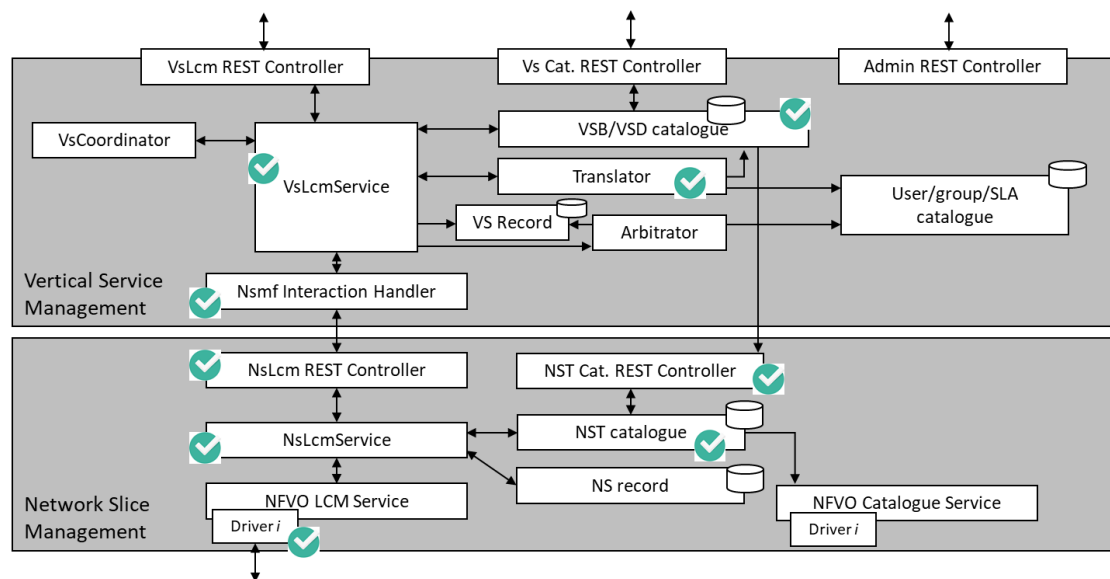 VsLcm REST Controller
Vs Cat. REST Controller
Admin REST Controller
VsCoordinator
VSB/VSD catalogue
VsLcmService
Translator
User/group/SLA
catalogue
VS Record
Arbitrator
Vertical Service
Management
Nsmf Interaction Handler
NsLcm REST Controller
NST Cat. REST Controller
NsLcmService
NST catalogue
NS record
Network Slice
Management
NFVO LCM Service
Driver i
NFVO Catalogue Service
Driver i